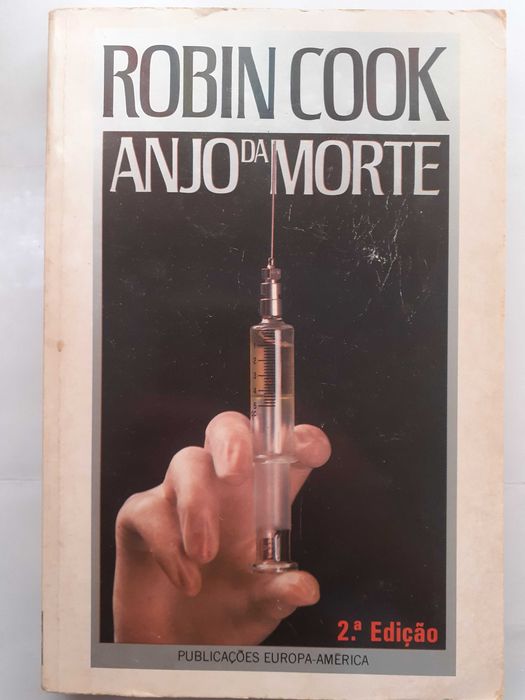 ROBIN COOK
ANJO DA MORTE
2.ª Edição
PUBLICAÇÕES EUROPA-AMÉRICA